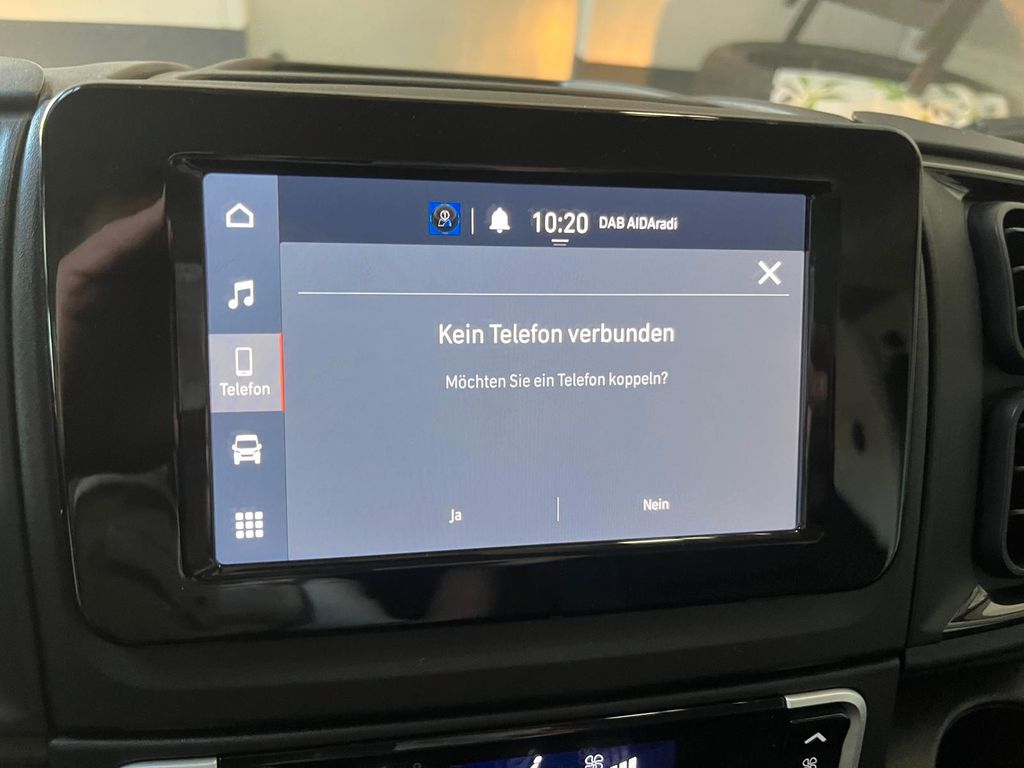 10:20 DAB AIDAradi
Kein Telefon verbunden
Telefon
Möchten Sie ein Telefon koppeln?
Ja
Nein